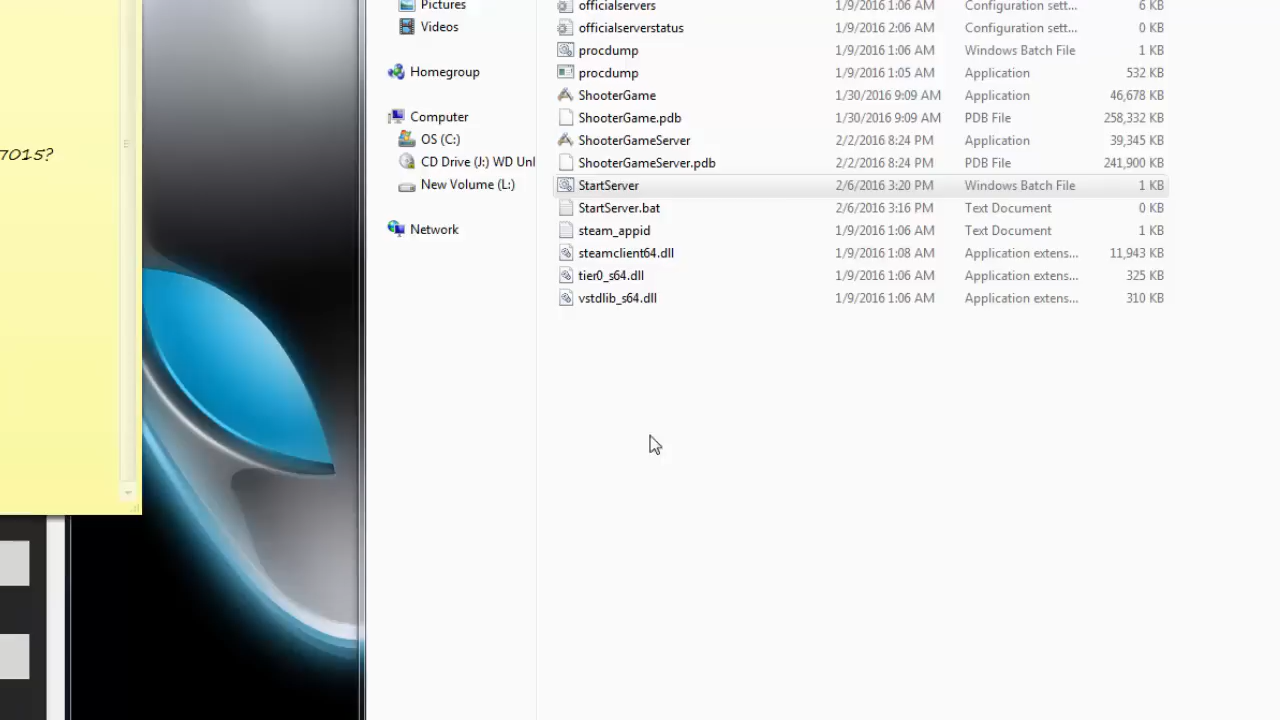 7015?
Pictures
Videos
Homegroup
Computer
OS (C:)
CD Drive (J:) WD Unl
New Volume (L:)
Network
officialservers 1/9/2016 1:06 AM Configuration sett... 6 KB
officialserverstatus 1/9/2016 2:06 AM Configuration sett... 0 KB
procdump 1/9/2016 1:06 AM Windows Batch File 1 KB
procdump 1/9/2016 1:05 AM Application 532 KB
ShooterGame 1/30/2016 9:09 AM Application 46,678 KB
ShooterGame.pdb 1/30/2016 9:09 AM PDB File 258,332 KB
ShooterGameServer 2/2/2016 8:24 PM Application 39,345 KB
ShooterGameServer.pdb 2/2/2016 8:24 PM PDB File 241,900 KB
StartServer 2/6/2016 3:20 PM Windows Batch File 1 KB
StartServer.bat 2/6/2016 3:16 PM Text Document 0 KB
steam_appid 1/9/2016 1:06 AM Text Document 1 KB
steamclient64.dll 1/9/2016 1:08 AM Application extens... 11,943 KB
tier0_s64.dll 1/9/2016 1:06 AM Application extens... 325 KB
vstdlib_s64.dll 1/9/2016 1:06 AM Application extens... 310 KB